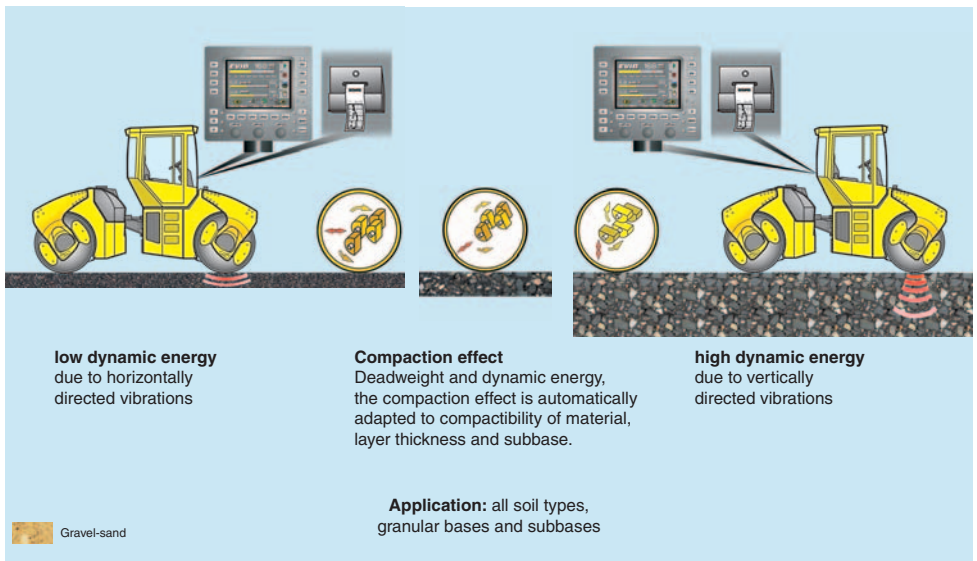 low dynamic energy
due to horizontally
directed vibrations
Compaction effect
Deadweight and dynamic energy,
the compaction effect is automatically
adapted to compactibility of material,
layer thickness and subbase.
high dynamic energy
due to vertically
directed vibrations
Application: all soil types,
granular bases and subbases
Gravel-sand